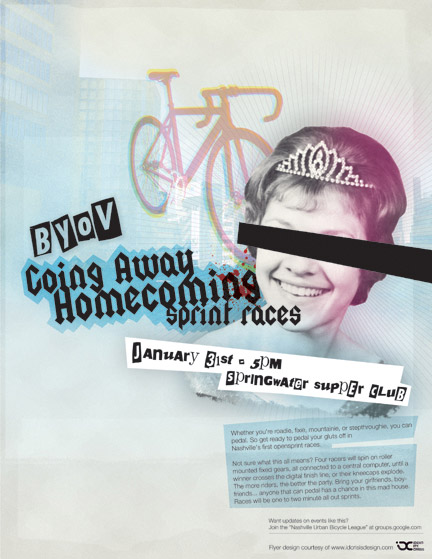 BYOV
Going Away
Homecoming
sprint races
January 31st - 5pm
Springwater Supper Club
Whether you're roadie, fixie, mountainie, or stepthroughie, you can
pedal. So get ready to pedal your gluts off in
Nashville's first opensprint races.
Not sure what this all means? Four racers will spin on roller
mounted fixed gears, all connected to a central computer, until a
winner crosses the digital finish line, or their kneecaps explode.
The more riders, the better the party. Bring your girlfriends, boy-
friends... anyone that can pedal has a chance in this mad house.
Races will be one to two minute all out sprints.
Want updates on events like this?
Join the "Nashville Urban Bicycle League" at groups.google.com
Flyer design courtesy of www.idonsisdesign.com